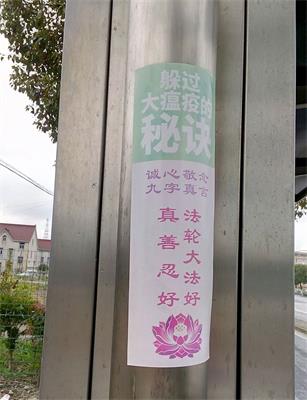 躲过
大瘟疫的
秘诀
诚心敬念
九字真言
法轮大法好
真善忍好